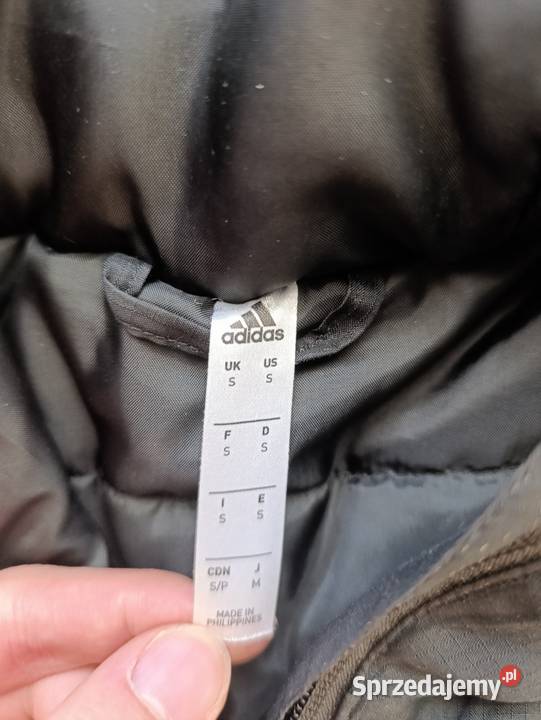 adidas
UK US
S S
F D
S S
I E
S S
CDN J
S/P M
MADE IN
PHILIPPINES
Sprzedajemy.pl